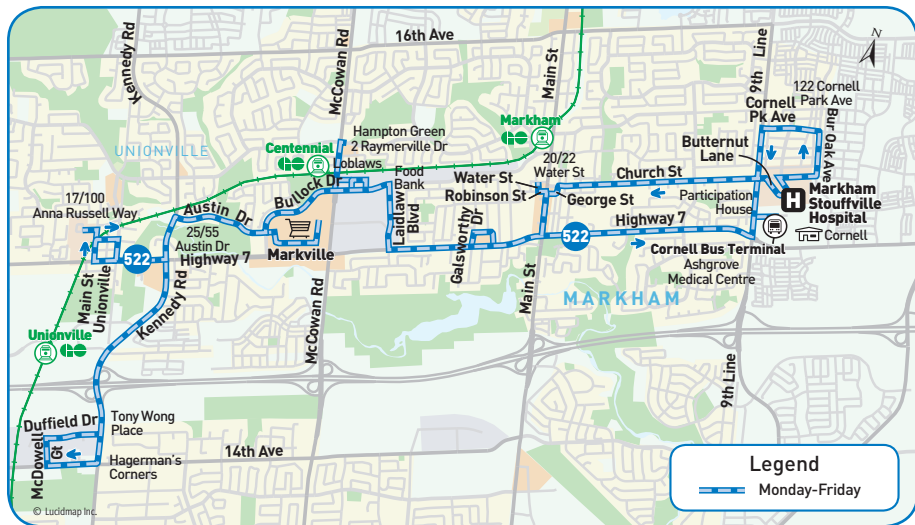 16th Ave
Kennedy Rd
McCowan Rd
Main St
9th Line
N
122 Cornell
Park Ave
Cornell
Pk Ave
Bur Oak Ave
Hampton Green
2 Raymerville Dr
Markham
Centennial
UNIONVILLE
Loblaws
Butternut
Lane
20/22
Water St
Water St
Church St
Food
Bank
Bullock Dr
Robinson St
George St
Participation
House
H
Markham
Stouffville
Hospital
17/100
Anna Russell Way
Austin Dr
Laidlaw
Blvd
Galsworthy
Dr
Highway 7
25/55
Austin Dr
522
Cornell
522
Highway 7
Markville
Cornell Bus Terminal
Main St
Unionville
Kennedy Rd
Ashgrove
Medical Centre
McCowan Rd
Main St
MARKHAM
Unionville
9th Line
Duffield Dr
Tony Wong
Place
McDowell
Gt
14th Ave
Hagerman's
Corners
Legend
Monday-Friday
© Lucidmap Inc.